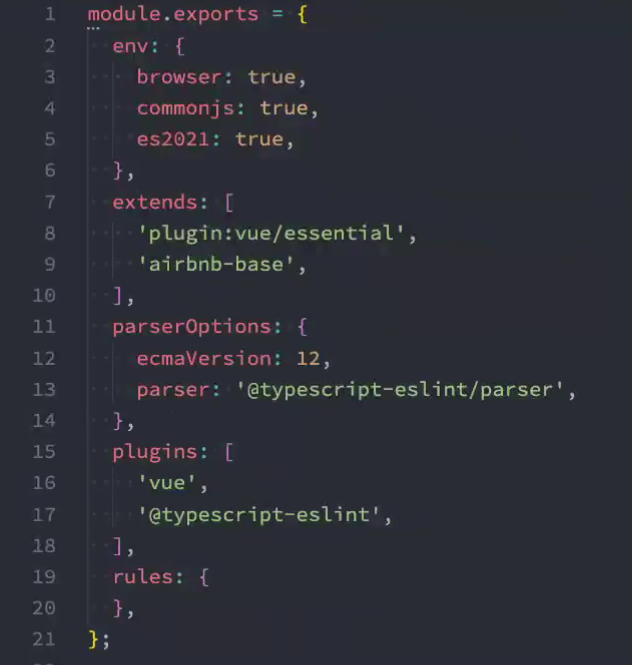 1 module.exports = {
2   env: {
3     browser: true,
4     commonjs: true,
5     es2021: true,
6   },
7   extends: [
8     'plugin:vue/essential',
9     'airbnb-base',
10   ],
11   parserOptions: {
12     ecmaVersion: 12,
13     parser: '@typescript-eslint/parser',
14   },
15   plugins: [
16     'vue',
17     '@typescript-eslint',
18   ],
19   rules: {
20   },
21 };